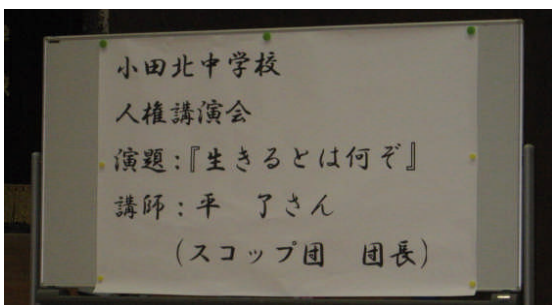 小田北中学校
人権講演会
演題:『生きるとは何ぞ』
講師:平 了さん
(スコップ団 団長)